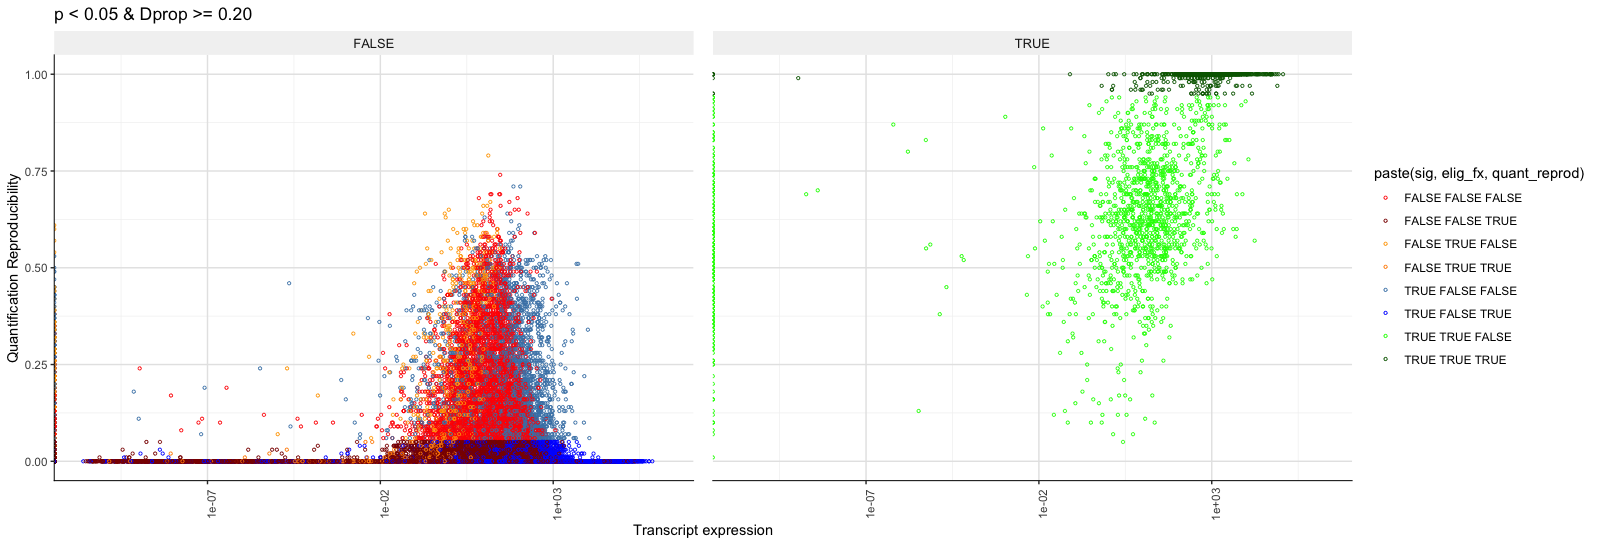 p < 0.05 & Dprop >= 0.20
FALSE
TRUE
Quantification Reproducibility
1.00
0.75
0.50
0.25
0.00
1e-07
1e-02
1e+03
1e-07
1e-02
1e+03
Transcript expression
paste(sig, elig_fx, quant_reprod)
FALSE FALSE FALSE
FALSE FALSE TRUE
FALSE TRUE FALSE
FALSE TRUE TRUE
TRUE FALSE FALSE
TRUE FALSE TRUE
TRUE TRUE FALSE
TRUE TRUE TRUE